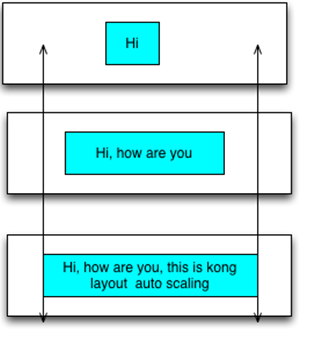 Hi
Hi, how are you
Hi, how are you, this is kong
layout  auto scaling